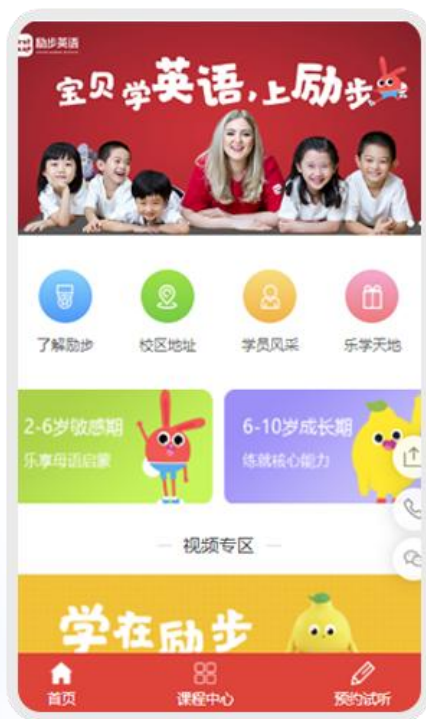 励步英语
宝贝学英语,上励步
了解励步
校区地址
学员风采
乐学天地
2-6岁敏感期
乐享母语启蒙
6-10岁成长期
练就核心能力
视频专区
学在励步
首页
课程中心
预约试听